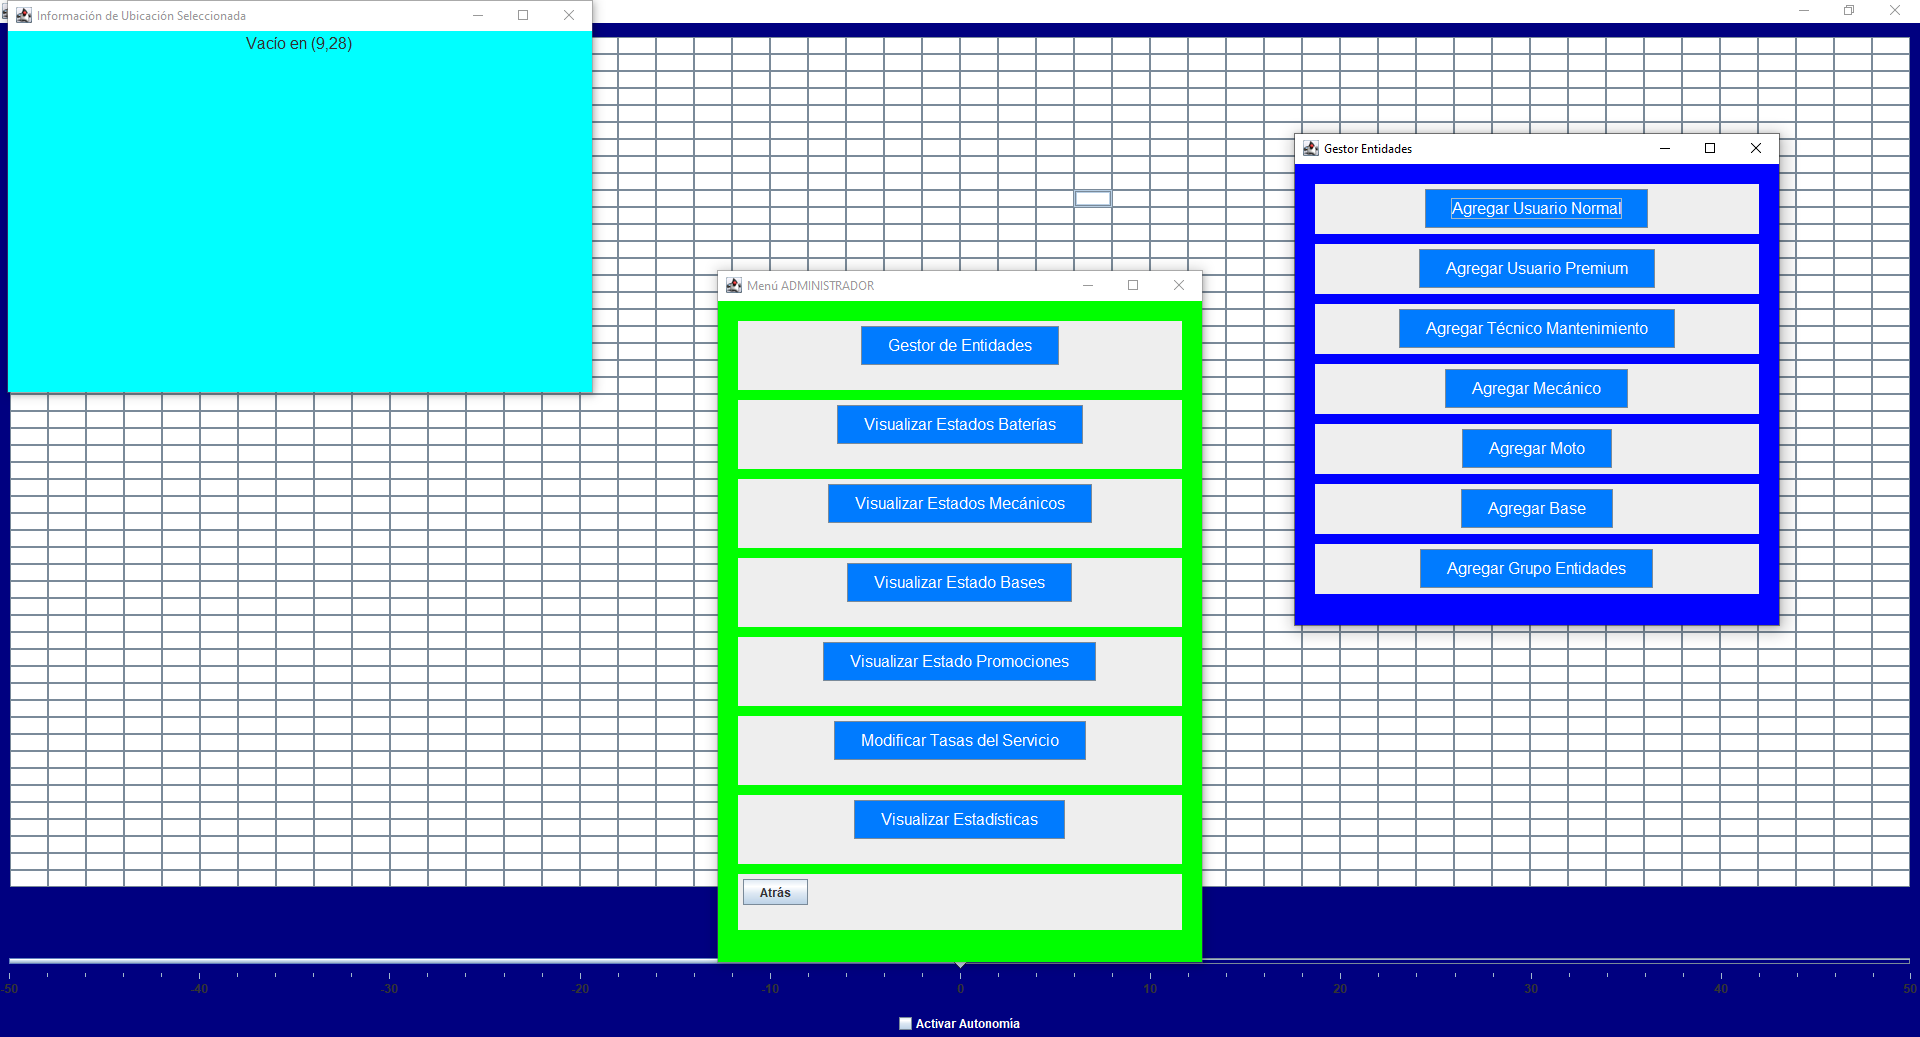 Información de Ubicación Seleccionada
Vacío en (9,28)
Gestor Entidades
Agregar Usuario Normal
Agregar Usuario Premium
Agregar Técnico Mantenimiento
Agregar Mecánico
Agregar Moto
Agregar Base
Agregar Grupo Entidades
Menú ADMINISTRADOR
Gestor de Entidades
Visualizar Estados Baterías
Visualizar Estados Mecánicos
Visualizar Estado Bases
Visualizar Estado Promociones
Modificar Tasas del Servicio
Visualizar Estadísticas
Atrás
-50 -40 -30 -20 -10 0 10 20 30 40 50
Activar Autonomía